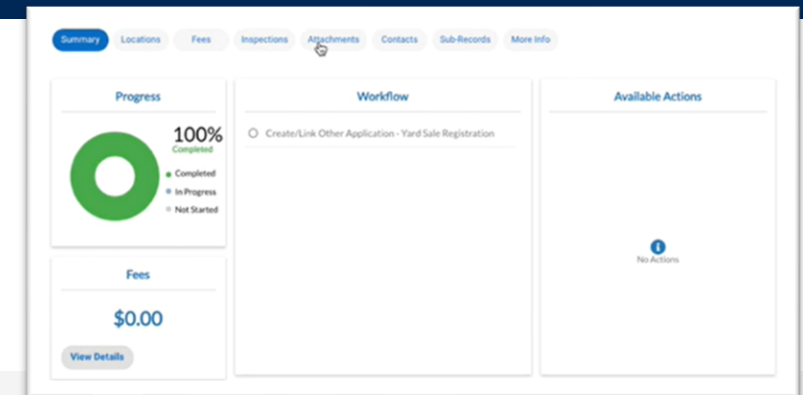 Summary Locations Fees Inspections Attachments Contacts Sub-Records More Info
Progress
100%
Completed
Completed
In Progress
Not Started
Workflow
Create/Link Other Application - Yard Sale Registration
Available Actions
No Actions
Fees
$0.00
View Details